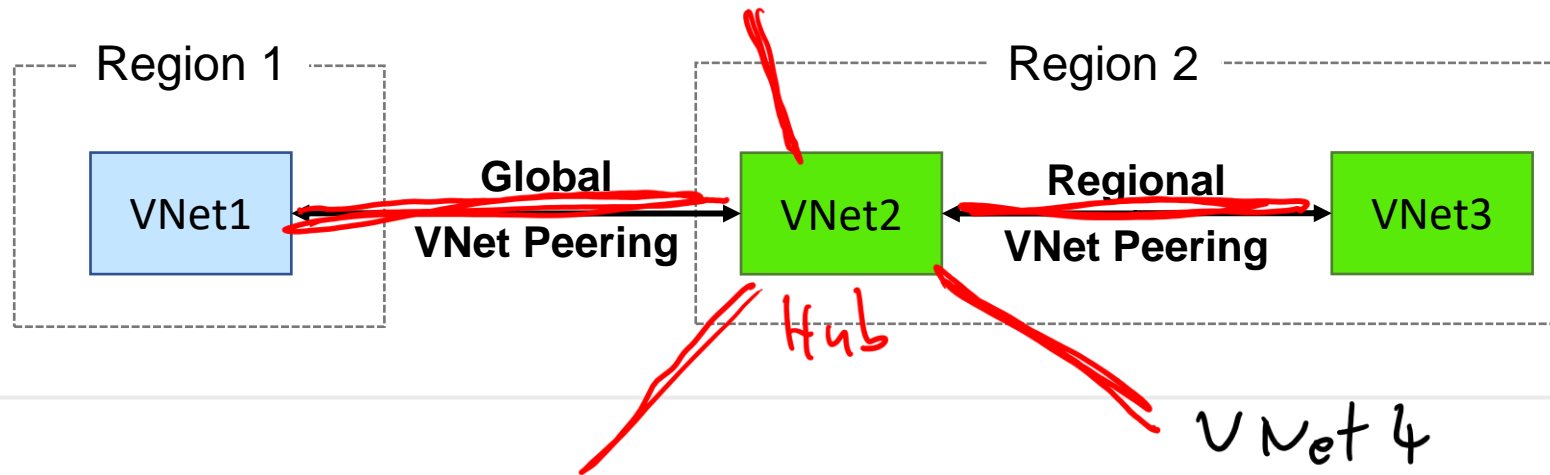 Region 1
Region 2
VNet1
Global
VNet Peering
VNet2
Regional
VNet Peering
VNet3
Hub
VNet 4